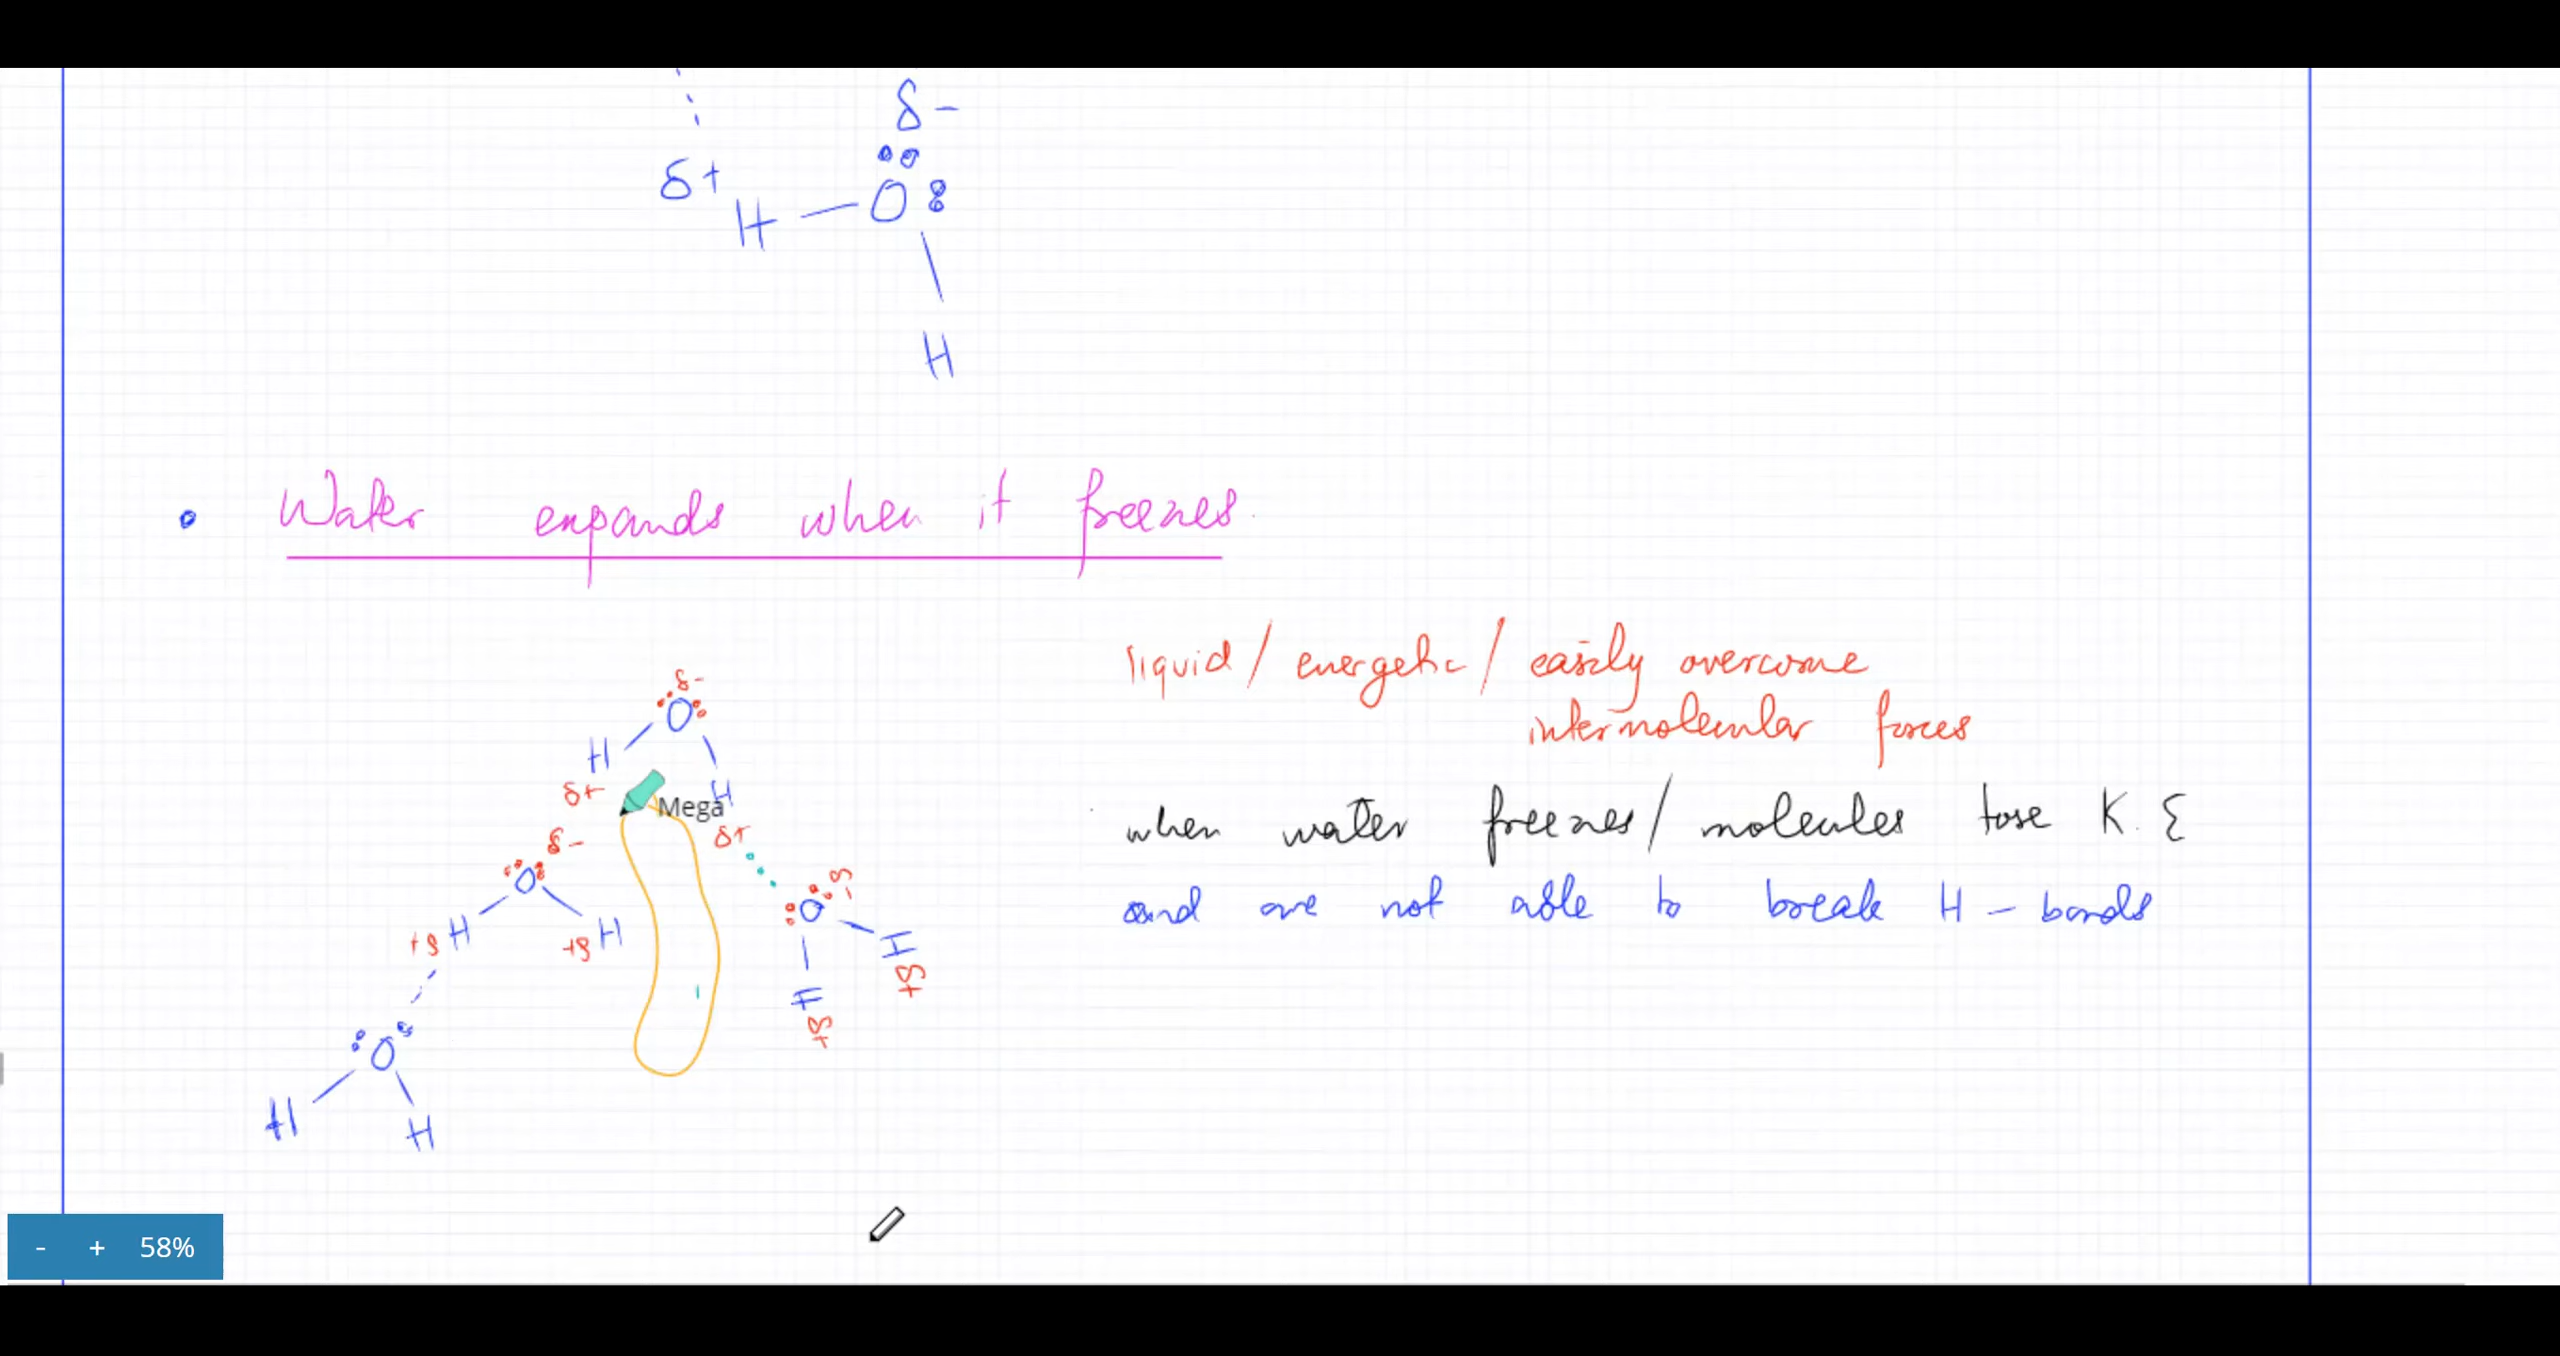 δ-
δ+
H — O
H
• Water expands when it freezes.
liquid / energetic / easily overcome
intermolecular forces
when water freezes / molecules lose K.E
and are not able to break H - bonds
δ-
O
H
δ+
Mega
H
δ+
δ-
O
H
δ+
H
δ+
O
δ-
H
δ+
H
δ+
O
H
H
- + 58%